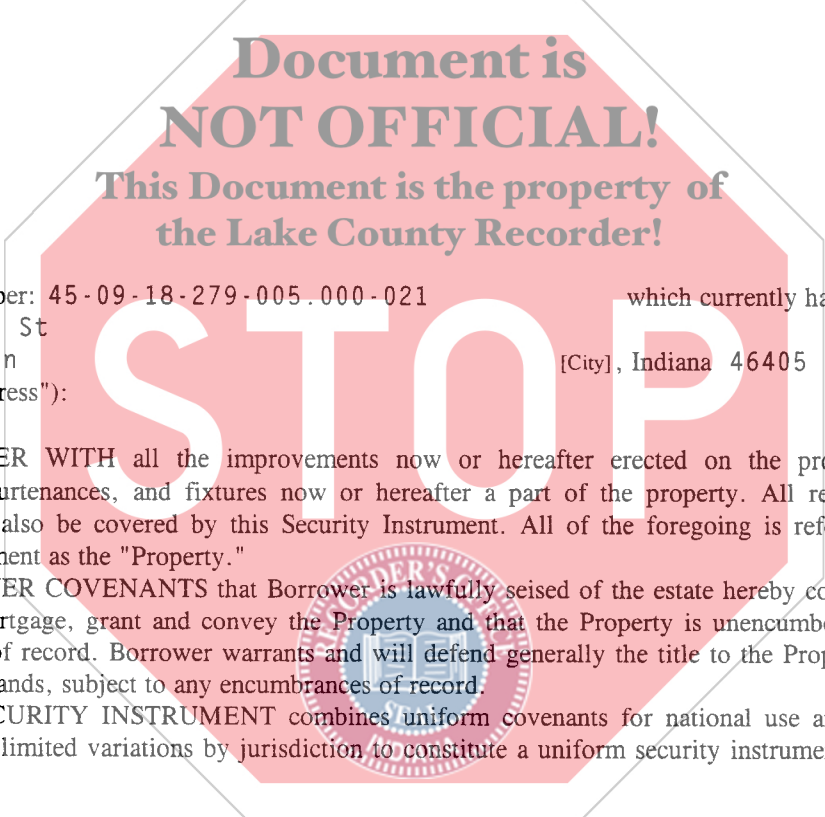 Document is
NOT OFFICIAL!
This Document is the property of
the Lake County Recorder!
ber: 45-09-18-279-005.000-021 which currently ha
St
n [City], Indiana 46405
ress"):
STOP
ER WITH all the improvements now or hereafter erected on the pro
urtenances, and fixtures now or hereafter a part of the property. All re
also be covered by this Security Instrument. All of the foregoing is refe
ent as the "Property."
ER COVENANTS that Borrower is lawfully seised of the estate hereby co
rtgage, grant and convey the Property and that the Property is unencumbe
f record. Borrower warrants and will defend generally the title to the Prop
ands, subject to any encumbrances of record.
CURITY INSTRUMENT combines uniform covenants for national use a
limited variations by jurisdiction to constitute a uniform security instrume
RECORDER'S
SEAL
INDIANA